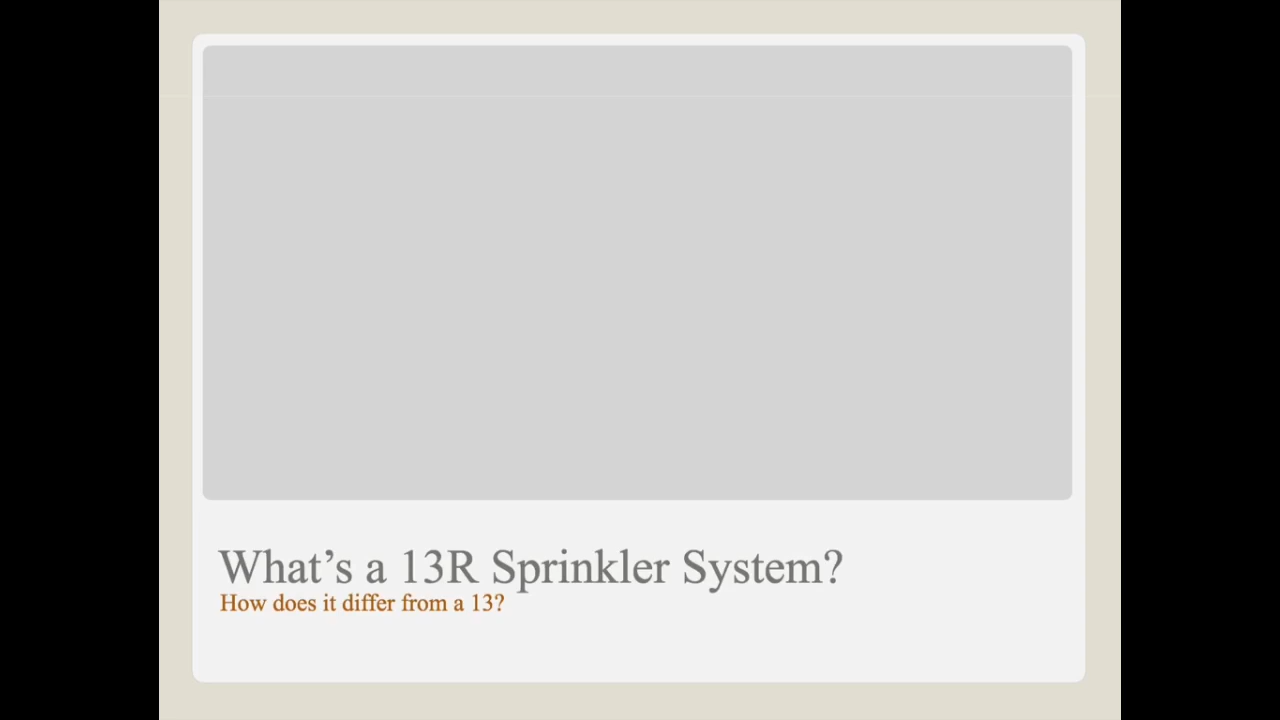 What’s a 13R Sprinkler System?
How does it differ from a 13?